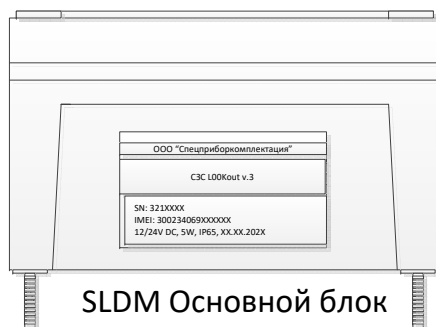 ООО “Спецприборкомплектация”
СЗС L00Kout v.3
SN: 321XXXX
IMEI: 300234069XXXXXX
12/24V DC, 5W, IP65, XX.XX.202X
SLDM Основной блок